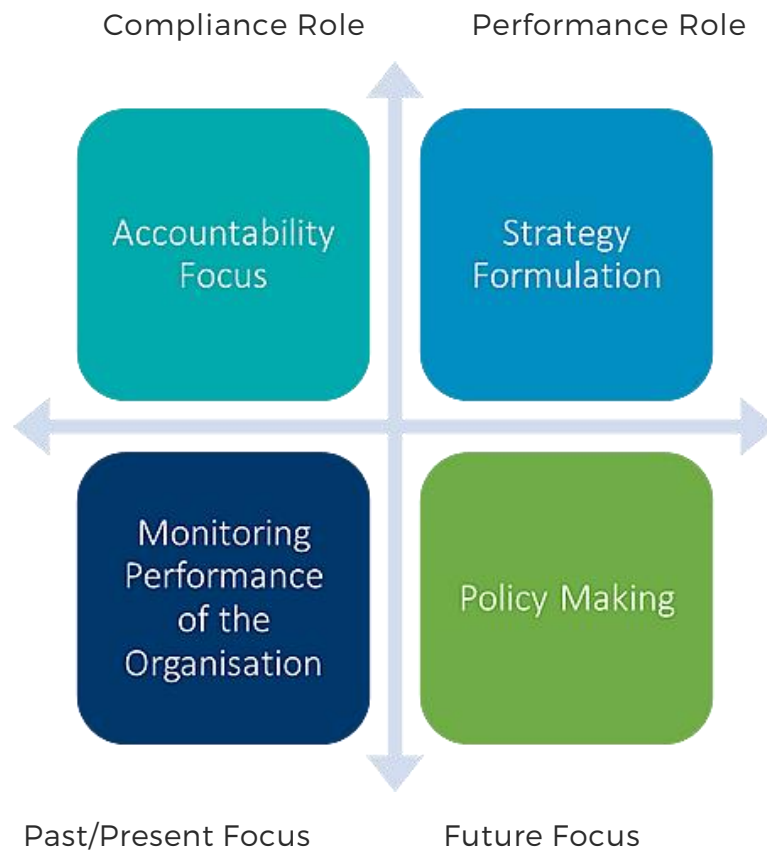 Compliance Role
Performance Role
Accountability
Focus
Strategy
Formulation
Monitoring
Performance
of the
Organisation
Policy Making
Past/Present Focus
Future Focus